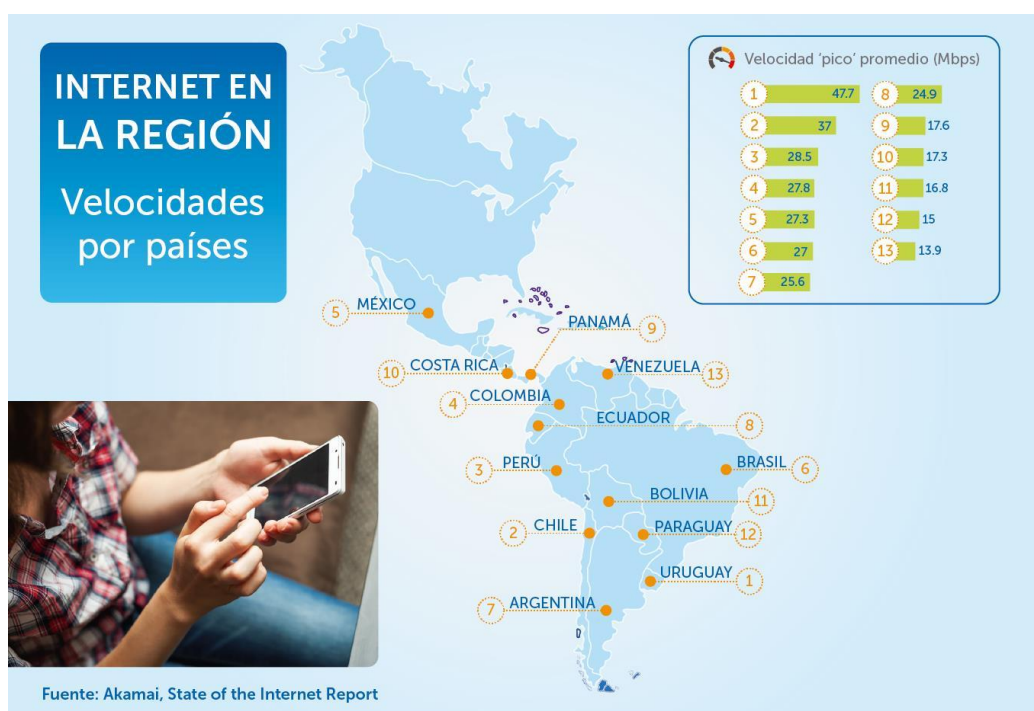 INTERNET EN
LA REGIÓN
Velocidades
por países
Velocidad 'pico' promedio (Mbps)
1 47.7
2 37
3 28.5
4 27.8
5 27.3
6 27
7 25.6
8 24.9
9 17.6
10 17.3
11 16.8
12 15
13 13.9
5 MÉXICO
PANAMÁ 9
10 COSTA RICA
VENEZUELA 13
4 COLOMBIA
ECUADOR 8
3 PERÚ
BRASIL 6
BOLIVIA 11
2 CHILE
PARAGUAY 12
URUGUAY 1
7 ARGENTINA
Fuente: Akamai, State of the Internet Report